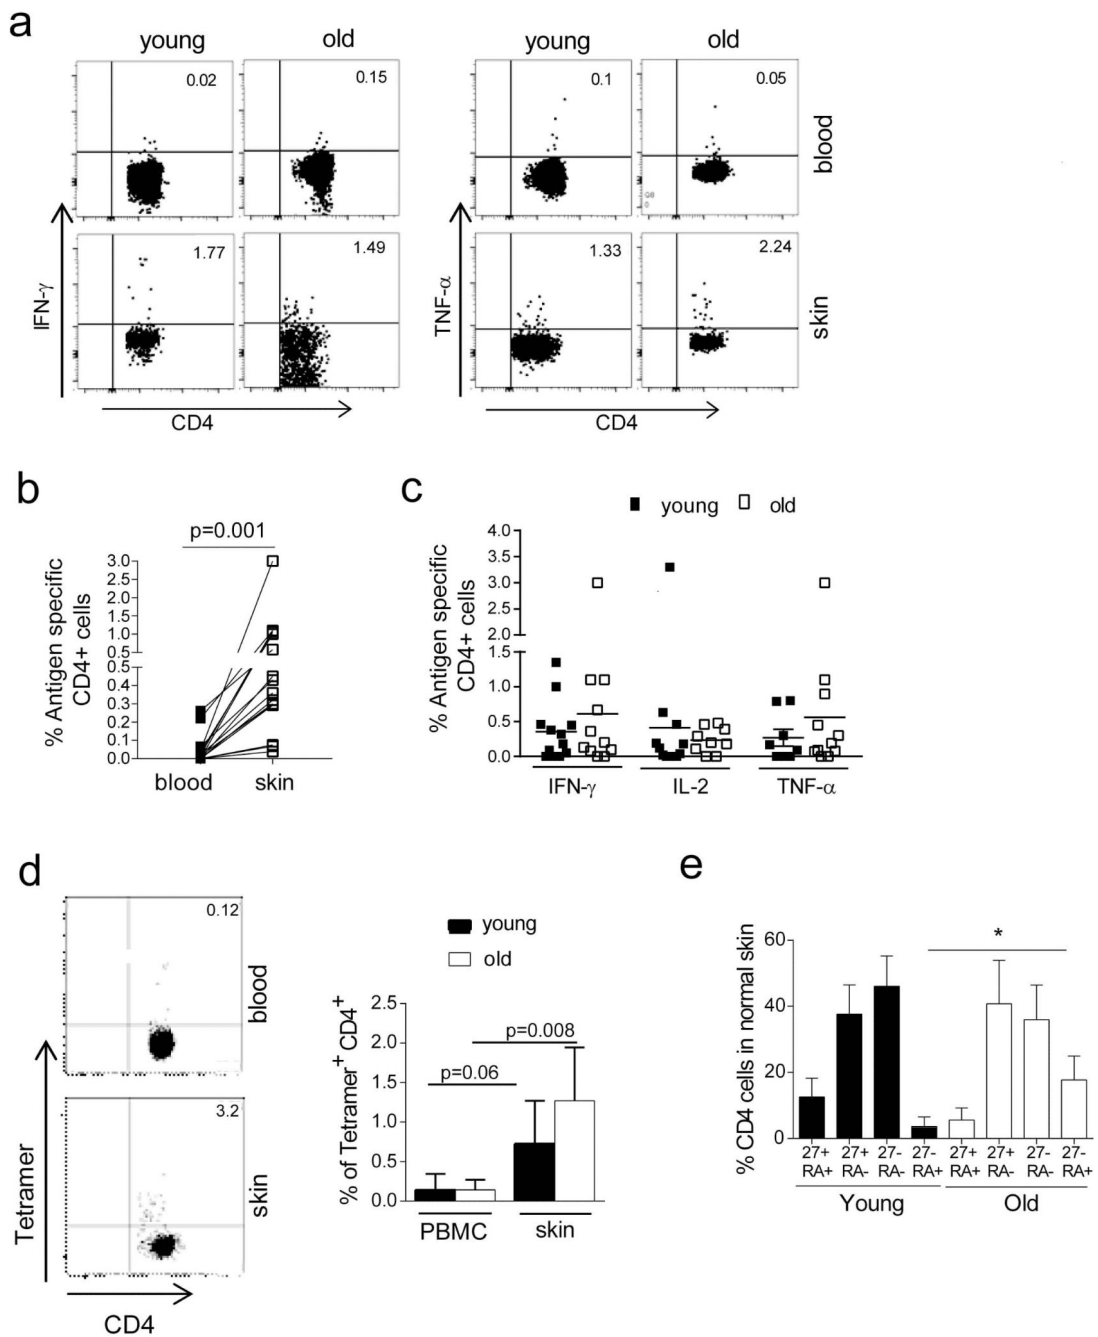 a
young old young old
0.02 0.15 0.1 0.05
blood
1.77 1.49 1.33 2.24
skin
IFN-γ
TNF-α
CD4 CD4
b
p=0.001
% Antigen specific
CD4+ cells
3.0
2.5
2.0
1.5
1.0
0.5
0.5
0.4
0.3
0.2
0.1
0.0
blood skin
c
young old
% Antigen specific
CD4+ cells
4.0
3.5
3.0
2.5
2.0
1.5
1.0
0.5
0.0
IFN-γ IL-2 TNF-α
d
0.12
blood
3.2
skin
Tetramer
CD4
young
old
% of Tetramer+ CD4+
2.5
2.0
1.5
1.0
0.5
0.0
p=0.008
p=0.06
PBMC skin
e
*
% CD4 cells in normal skin
60
40
20
0
27+ 27+ 27- 27- 27+ 27+ 27- 27-
RA+ RA- RA- RA+ RA+ RA- RA- RA+
Young Old